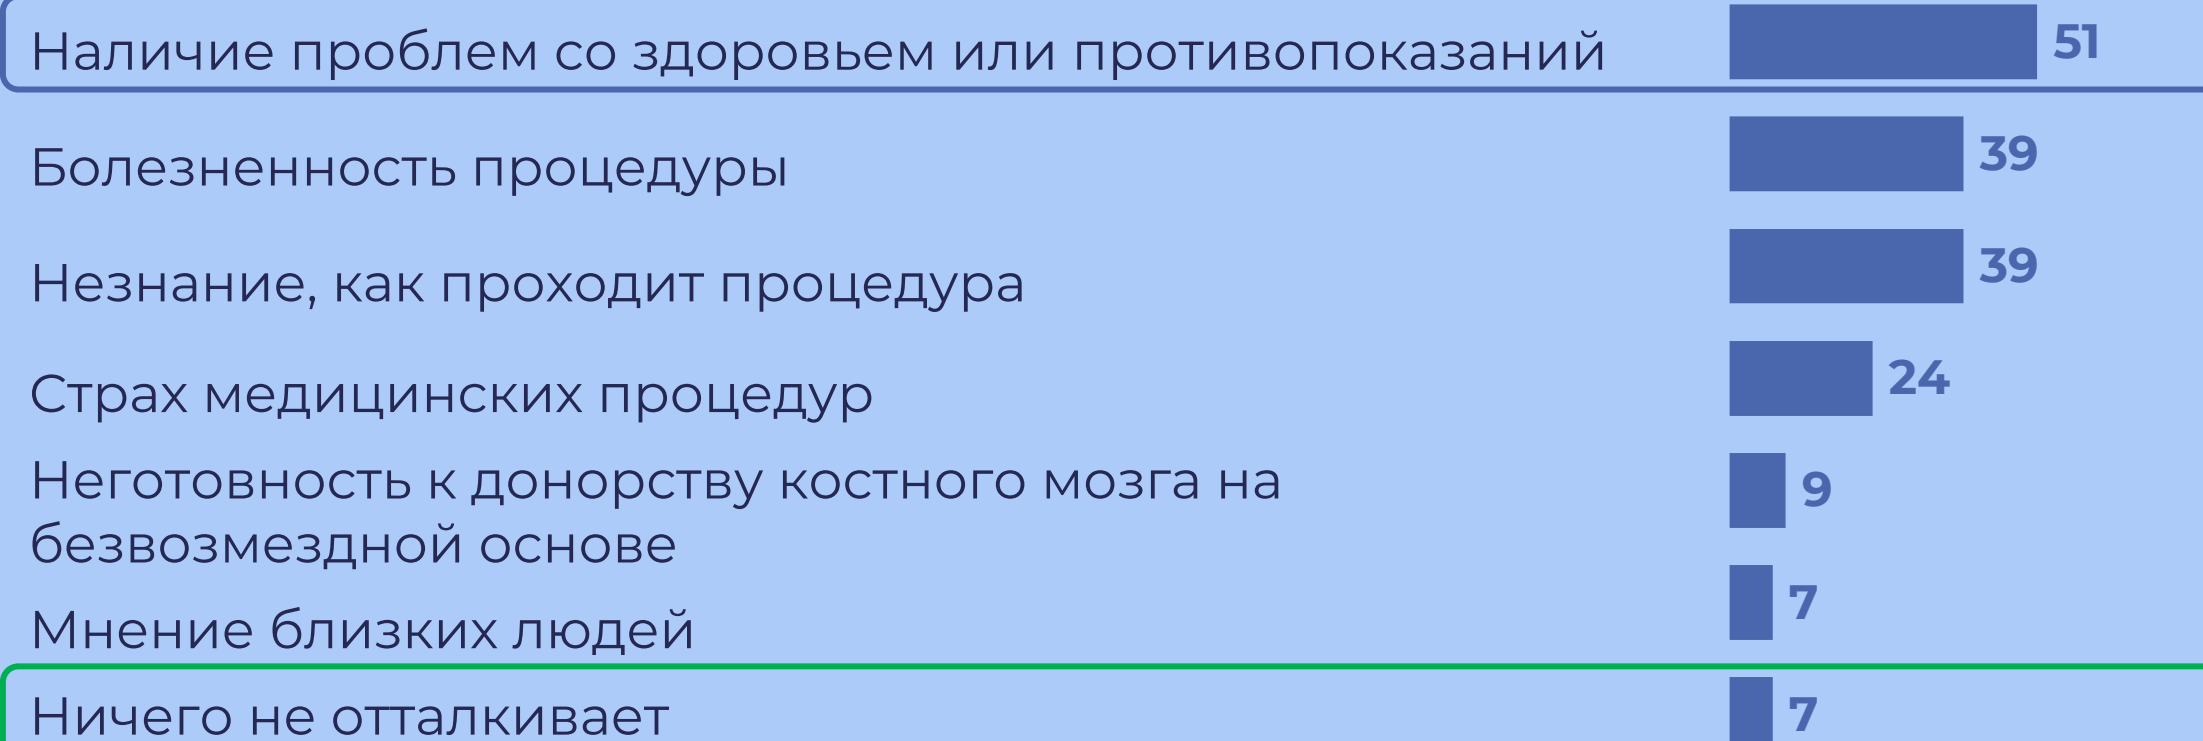 Наличие проблем со здоровьем или противопоказаний 51
Болезненность процедуры 39
Незнание, как проходит процедура 39
Страх медицинских процедур 24
Неготовность к донорству костного мозга на
безвозмездной основе 9
Мнение близких людей 7
Ничего не отталкивает 7